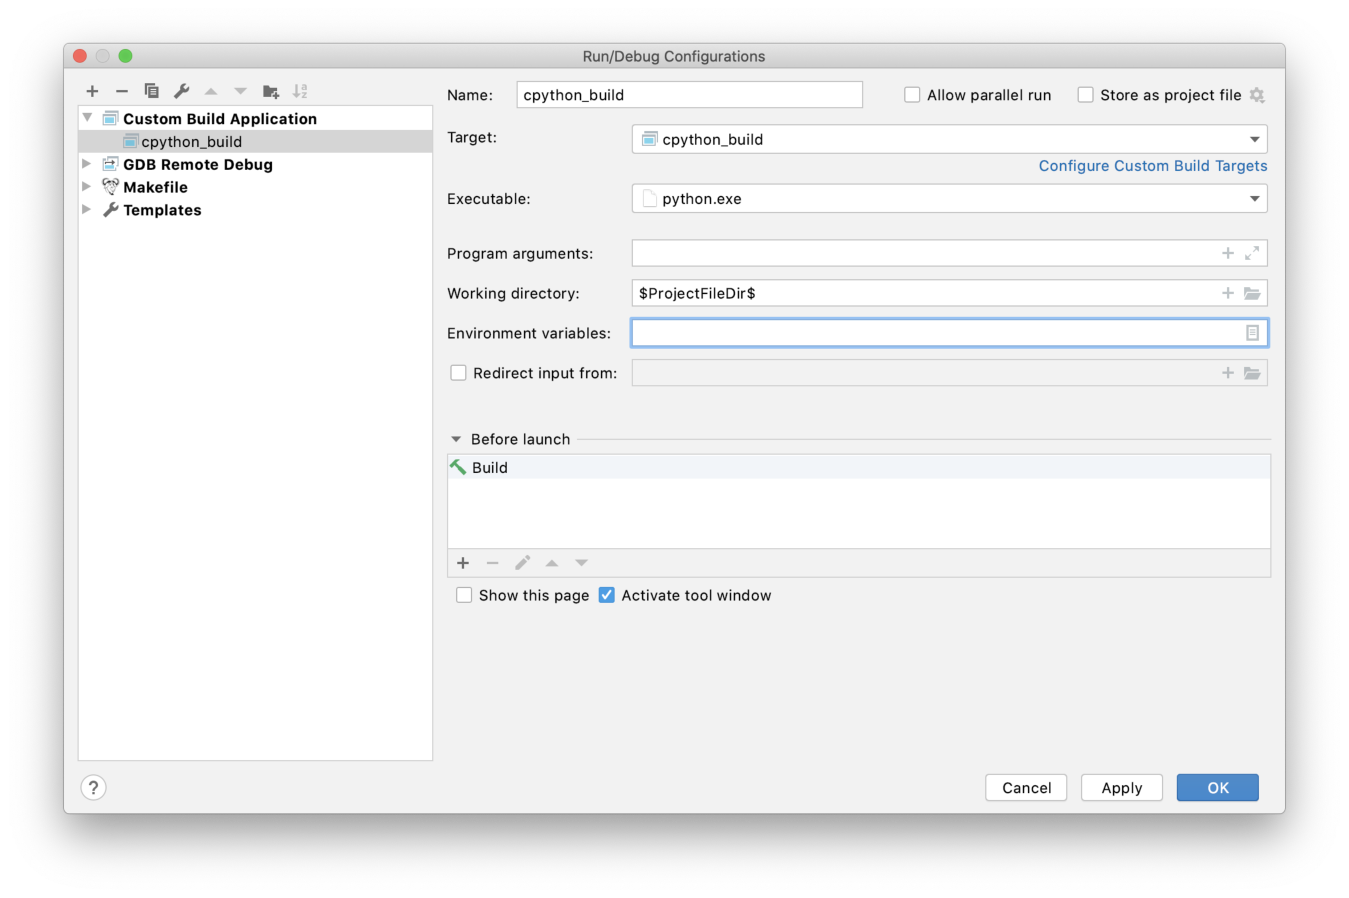 Run/Debug Configurations
Custom Build Application
cpython_build
GDB Remote Debug
Makefile
Templates
Name: cpython_build Allow parallel run Store as project file
Target: cpython_build
Configure Custom Build Targets
Executable: python.exe
Program arguments:
Working directory: $ProjectFileDir$
Environment variables:
Redirect input from:
Before launch
Build
Show this page Activate tool window
? Cancel Apply OK